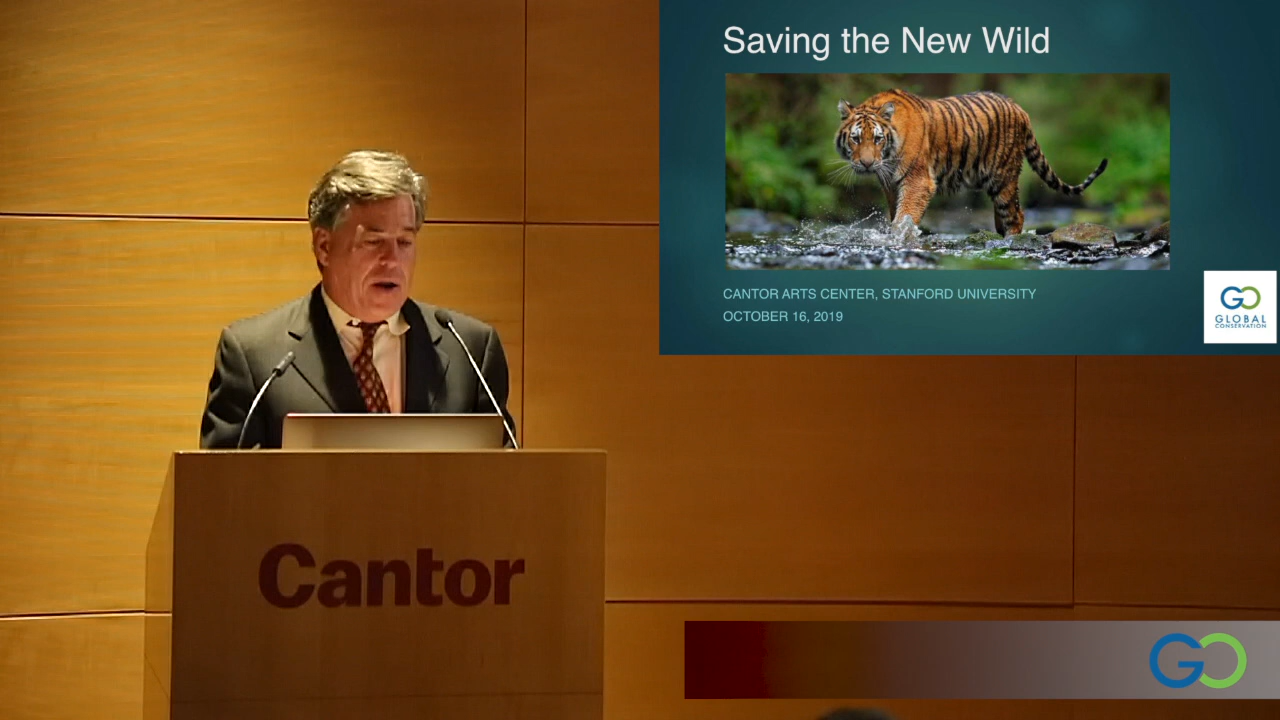 Saving the New Wild
CANTOR ARTS CENTER, STANFORD UNIVERSITY
OCTOBER 16, 2019
GO
GLOBAL
CONSERVATION
Cantor
GO